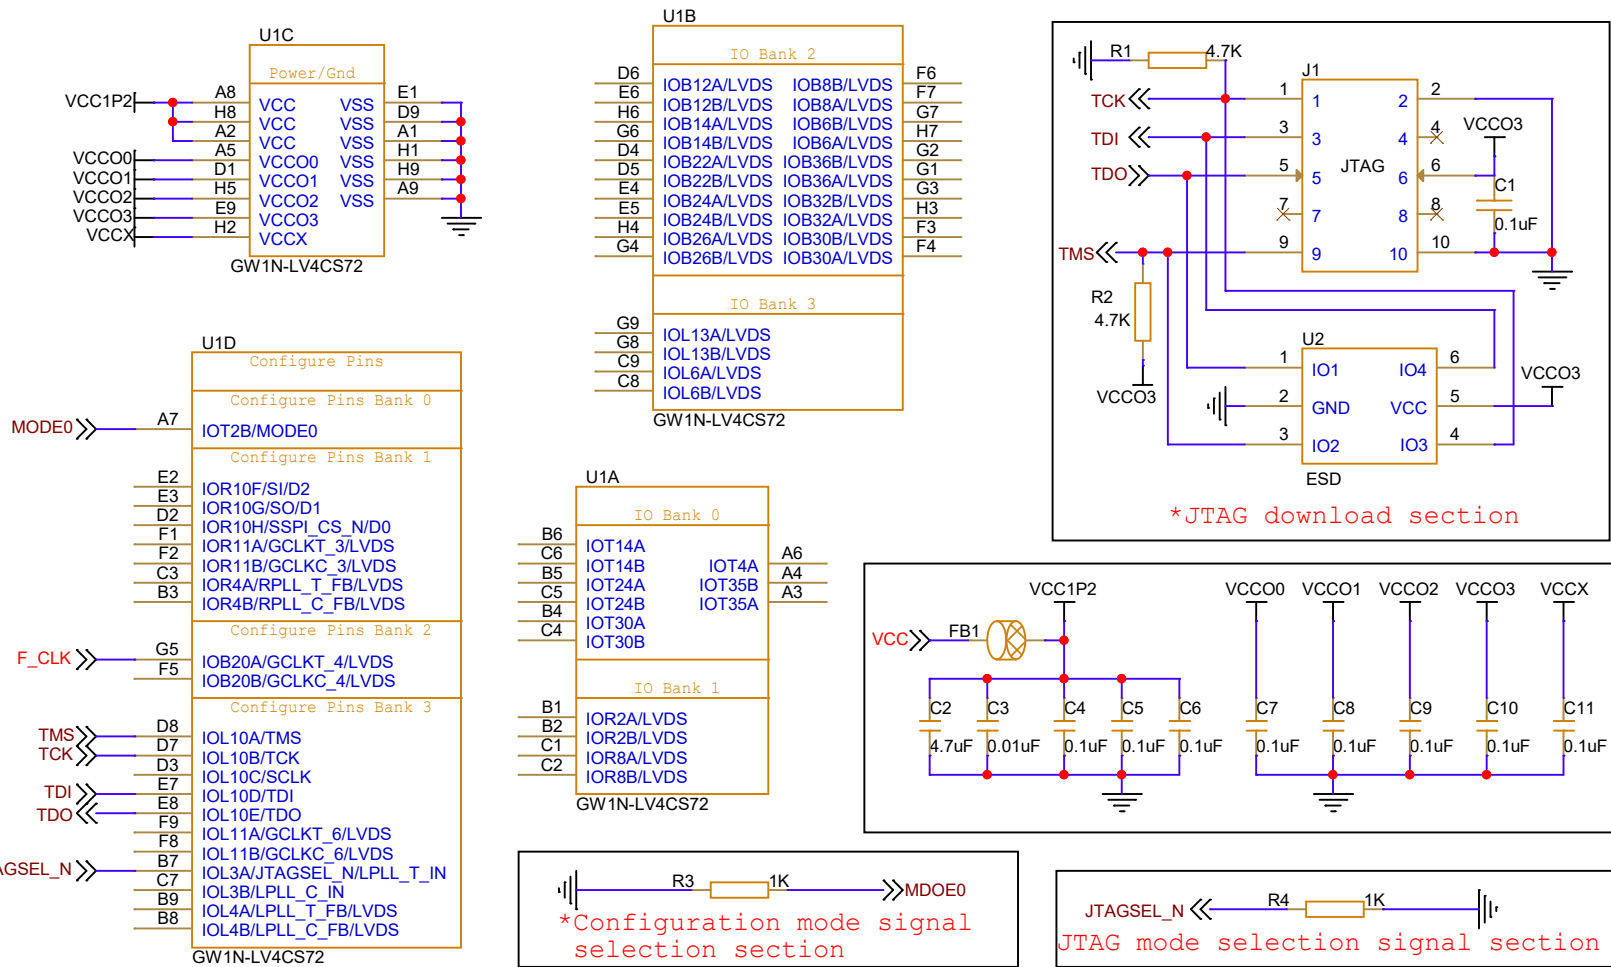 U1C
Power/Gnd
VCC1P2 A8 VCC VSS E1
H8 VCC VSS D9
A2 VCC VSS A1
VCCO0 A5 VCCO0 VSS H1
VCCO1 D1 VCCO1 VSS H9
VCCO2 H5 VCCO2 VSS A9
VCCO3 E9 VCCO3
VCCX H2 VCCX
GW1N-LV4CS72
U1B
IO Bank 2
D6 IOB12A/LVDS IOB8B/LVDS F6
E6 IOB12B/LVDS IOB8A/LVDS F7
H6 IOB14A/LVDS IOB6B/LVDS G7
G6 IOB14B/LVDS IOB6A/LVDS H7
D4 IOB22A/LVDS IOB36B/LVDS G2
D5 IOB22B/LVDS IOB36A/LVDS G1
E4 IOB24A/LVDS IOB32B/LVDS G3
E5 IOB24B/LVDS IOB32A/LVDS H3
H4 IOB26A/LVDS IOB30B/LVDS F3
G4 IOB26B/LVDS IOB30A/LVDS F4
IO Bank 3
G9 IOL13A/LVDS
G8 IOL13B/LVDS
C9 IOL6A/LVDS
C8 IOL6B/LVDS
GW1N-LV4CS72
R1 4.7K
J1
TCK 1 1 2 2
TDI 3 3 4 4
VCCO3
JTAG
TDO 5 5 6 6
C1
0.1uF
7 7 8 8
TMS 9 9 10 10
R2
4.7K
VCCO3
U2
1 IO1 IO4 6
VCCO3
2 GND VCC 5
3 IO2 IO3 4
ESD
*JTAG download section
U1D
Configure Pins
Configure Pins Bank 0
MODE0 A7 IOT2B/MODE0
Configure Pins Bank 1
E2 IOR10F/SI/D2
E3 IOR10G/SO/D1
D2 IOR10H/SSPI_CS_N/D0
F1 IOR11A/GCLKT_3/LVDS
F2 IOR11B/GCLKC_3/LVDS
C3 IOR4A/RPLL_T_FB/LVDS
B3 IOR4B/RPLL_C_FB/LVDS
Configure Pins Bank 2
F_CLK G5 IOB20A/GCLKT_4/LVDS
F5 IOB20B/GCLKC_4/LVDS
Configure Pins Bank 3
TMS D8 IOL10A/TMS
TCK D7 IOL10B/TCK
D3 IOL10C/SCLK
TDI E7 IOL10D/TDI
TDO E8 IOL10E/TDO
F9 IOL11A/GCLKT_6/LVDS
F8 IOL11B/GCLKC_6/LVDS
AGSEL_N B7 IOL3A/JTAGSEL_N/LPLL_T_IN
C7 IOL3B/LPLL_C_IN
B9 IOL4A/LPLL_T_FB/LVDS
B8 IOL4B/LPLL_C_FB/LVDS
GW1N-LV4CS72
U1A
IO Bank 0
B6 IOT14A
C6 IOT14B IOT4A A6
B5 IOT24A IOT35B A4
C5 IOT24B IOT35A A3
B4 IOT30A
C4 IOT30B
IO Bank 1
B1 IOR2A/LVDS
B2 IOR2B/LVDS
C1 IOR8A/LVDS
C2 IOR8B/LVDS
GW1N-LV4CS72
VCC1P2 VCCO0 VCCO1 VCCO2 VCCO3 VCCX
VCC FB1
C2 C3 C4 C5 C6 C7 C8 C9 C10 C11
4.7uF 0.01uF 0.1uF 0.1uF 0.1uF 0.1uF 0.1uF 0.1uF 0.1uF 0.1uF
R3 1K MDOE0
*Configuration mode signal
selection section
JTAGSEL_N R4 1K
JTAG mode selection signal section